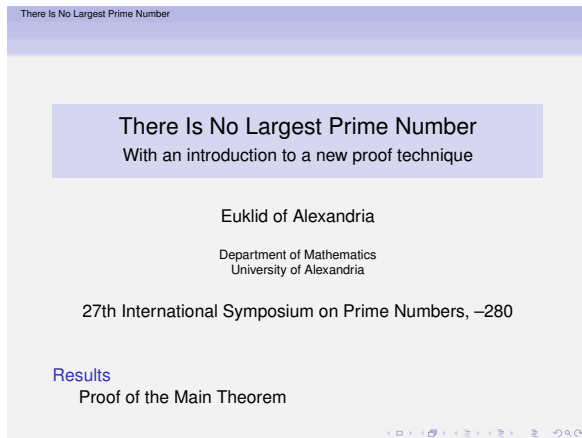 There Is No Largest Prime Number
There Is No Largest Prime Number
With an introduction to a new proof technique
Euklid of Alexandria
Department of Mathematics
University of Alexandria
27th International Symposium on Prime Numbers, –280
Results
Proof of the Main Theorem